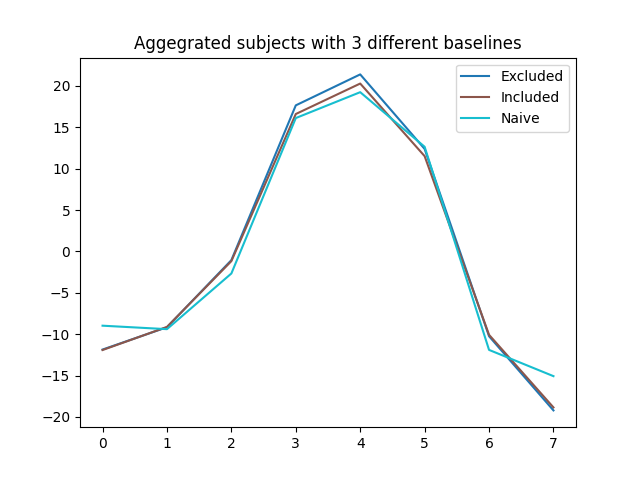 Aggegrated subjects with 3 different baselines
Excluded
Included
Naive
20
15
10
5
0
−5
−10
−15
−20
0 1 2 3 4 5 6 7